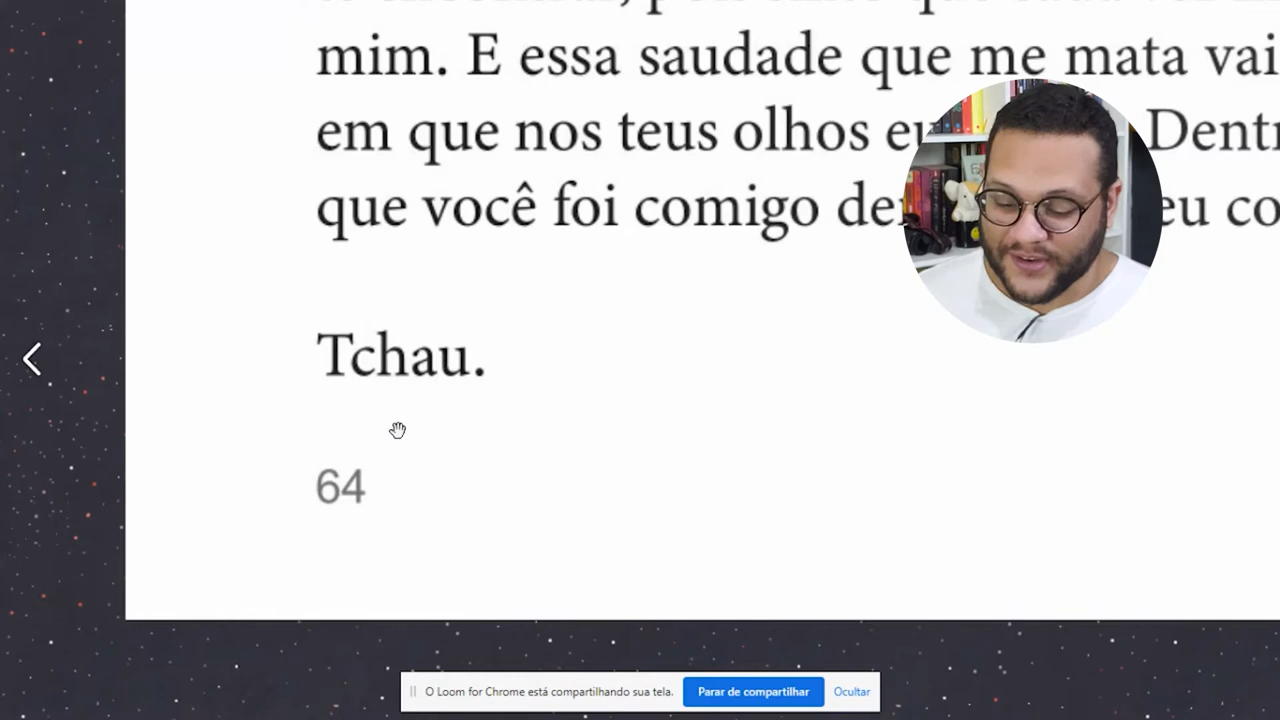 mim. E essa saudade que me mata vai
em que nos teus olhos eu
que você foi comigo
Tchau.
64
O Loom for Chrome está compartilhando sua tela. Parar de compartilhar Ocultar